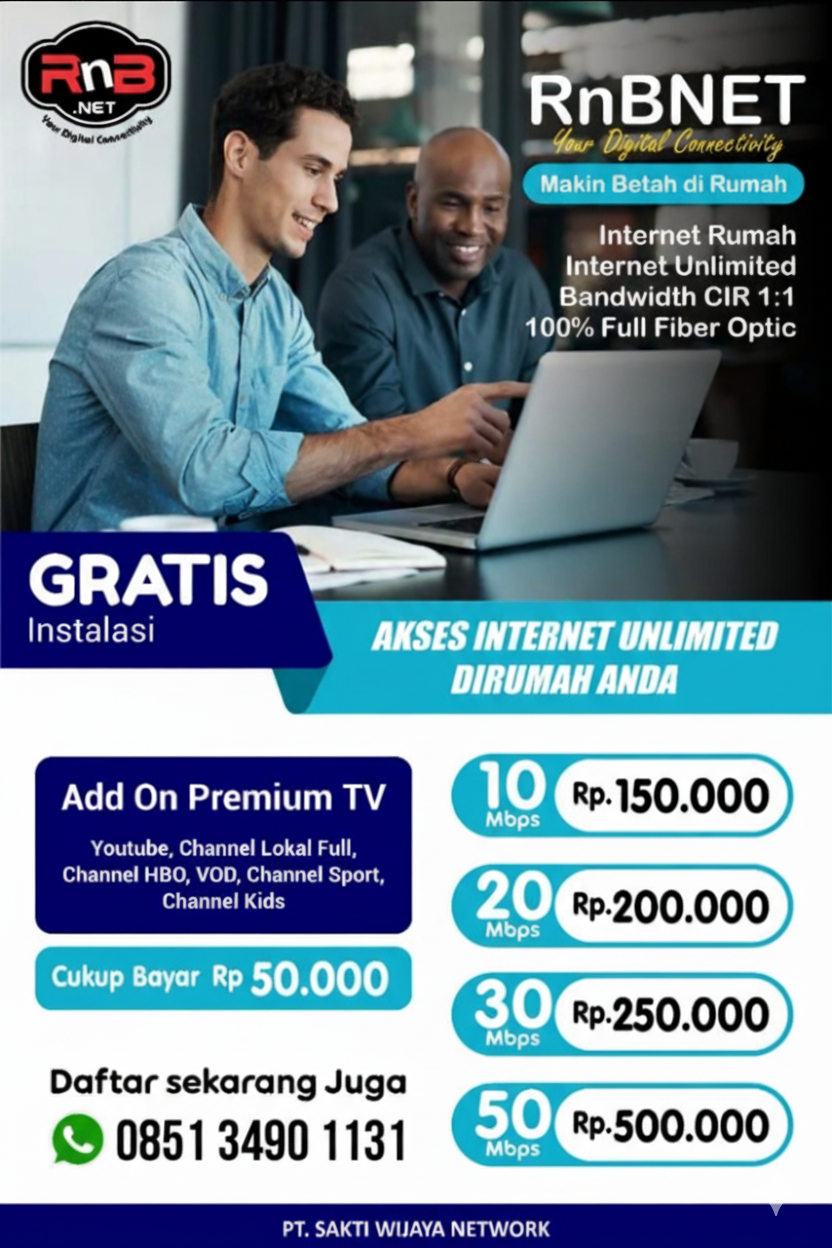 RnB
.NET
Your Digital Connectivity
RnBNET
Your Digital Connectivity
Makin Betah di Rumah
Internet Rumah
Internet Unlimited
Bandwidth CIR 1:1
100% Full Fiber Optic
GRATIS
Instalasi
AKSES INTERNET UNLIMITED
DIRUMAH ANDA
Add On Premium TV
Youtube, Channel Lokal Full,
Channel HBO, VOD, Channel Sport,
Channel Kids
Cukup Bayar Rp 50.000
Daftar sekarang Juga
0851 3490 1131
10 Mbps Rp.150.000
20 Mbps Rp.200.000
30 Mbps Rp.250.000
50 Mbps Rp.500.000
PT. SAKTI WIJAYA NETWORK